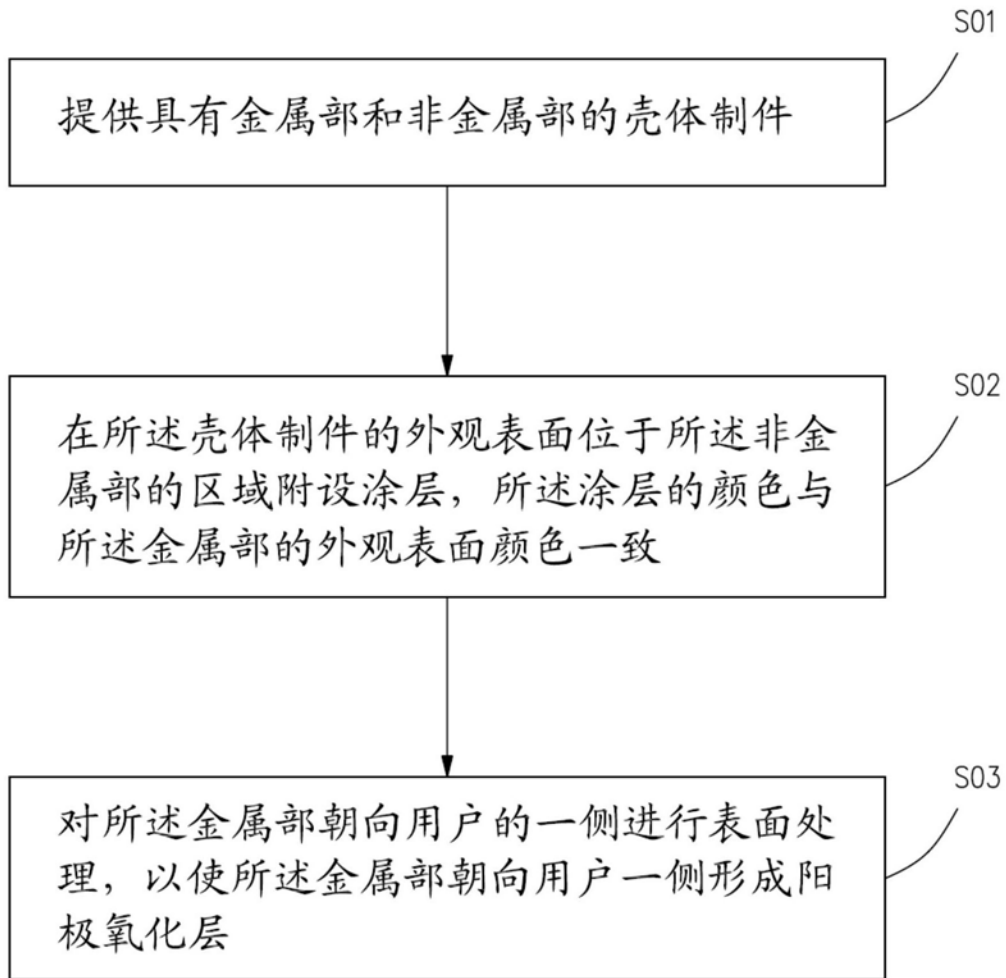 S01
提供具有金属部和非金属部的壳体制件
S02
在所述壳体制件的外观表面位于所述非金
属部的区域附设涂层，所述涂层的颜色与
所述金属部的外观表面颜色一致
S03
对所述金属部朝向用户的一侧进行表面处
理，以使所述金属部朝向用户一侧形成阳
极氧化层